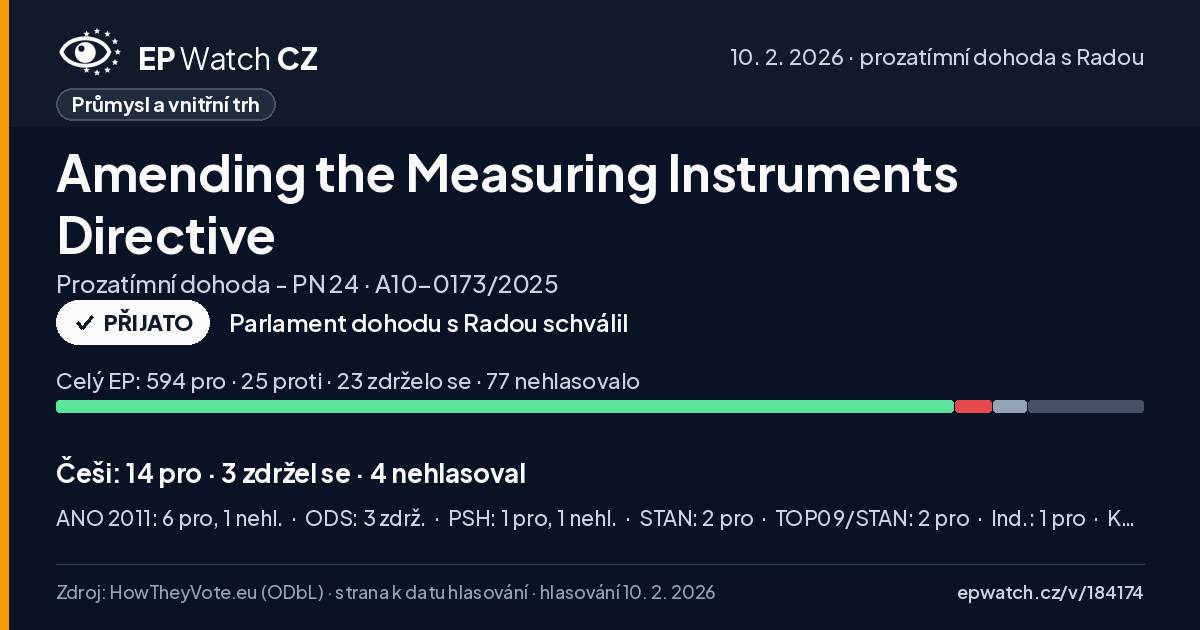 EP Watch CZ
10. 2. 2026 · prozatímní dohoda s Radou
Průmysl a vnitřní trh
Amending the Measuring Instruments
Directive
Prozatímní dohoda – PN 24 · A10–0173/2025
✓ PŘIJATO Parlament dohodu s Radou schválil
Celý EP: 594 pro · 25 proti · 23 zdrželo se · 77 nehlasovalo
Češi: 14 pro · 3 zdržel se · 4 nehlasoval
ANO 2011: 6 pro, 1 nehl. · ODS: 3 zdrž. · PSH: 1 pro, 1 nehl. · STAN: 2 pro · TOP09/STAN: 2 pro · Ind.: 1 pro · K…
Zdroj: HowTheyVote.eu (ODbL) · strana k datu hlasování · hlasování 10. 2. 2026
epwatch.cz/v/184174